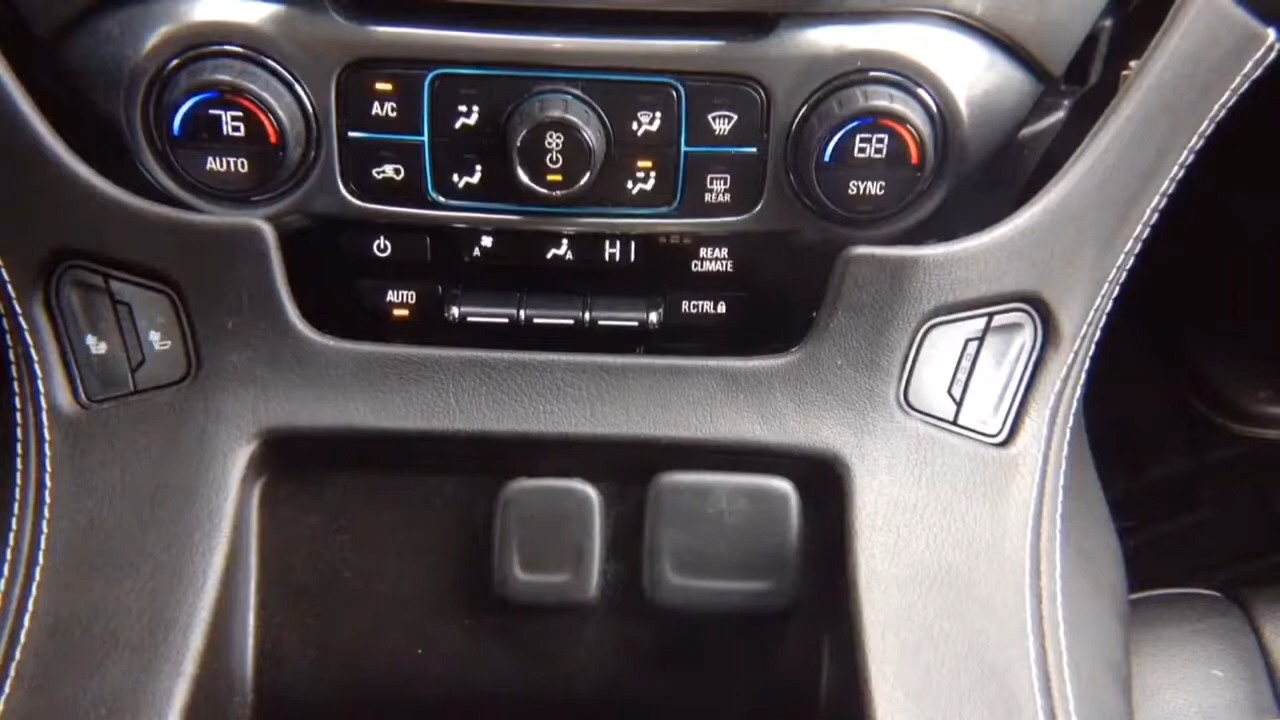 76
AUTO
A/C
REAR
68
SYNC
A
A
HI
REAR
CLIMATE
AUTO
RCTRL